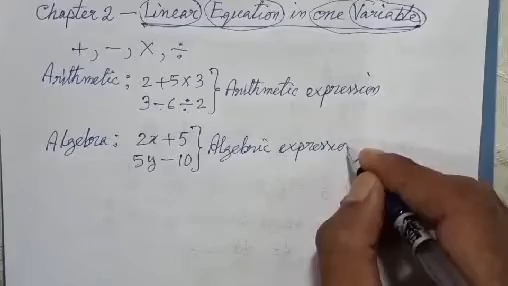 Chapter 2 - Linear Equation in one Variable
+, -, ×, ÷
Arithmetic : 2+5×3
3-6÷2 } Arithmetic expression
Algebra : 2x+5
5y-10 } Algebraic expressio